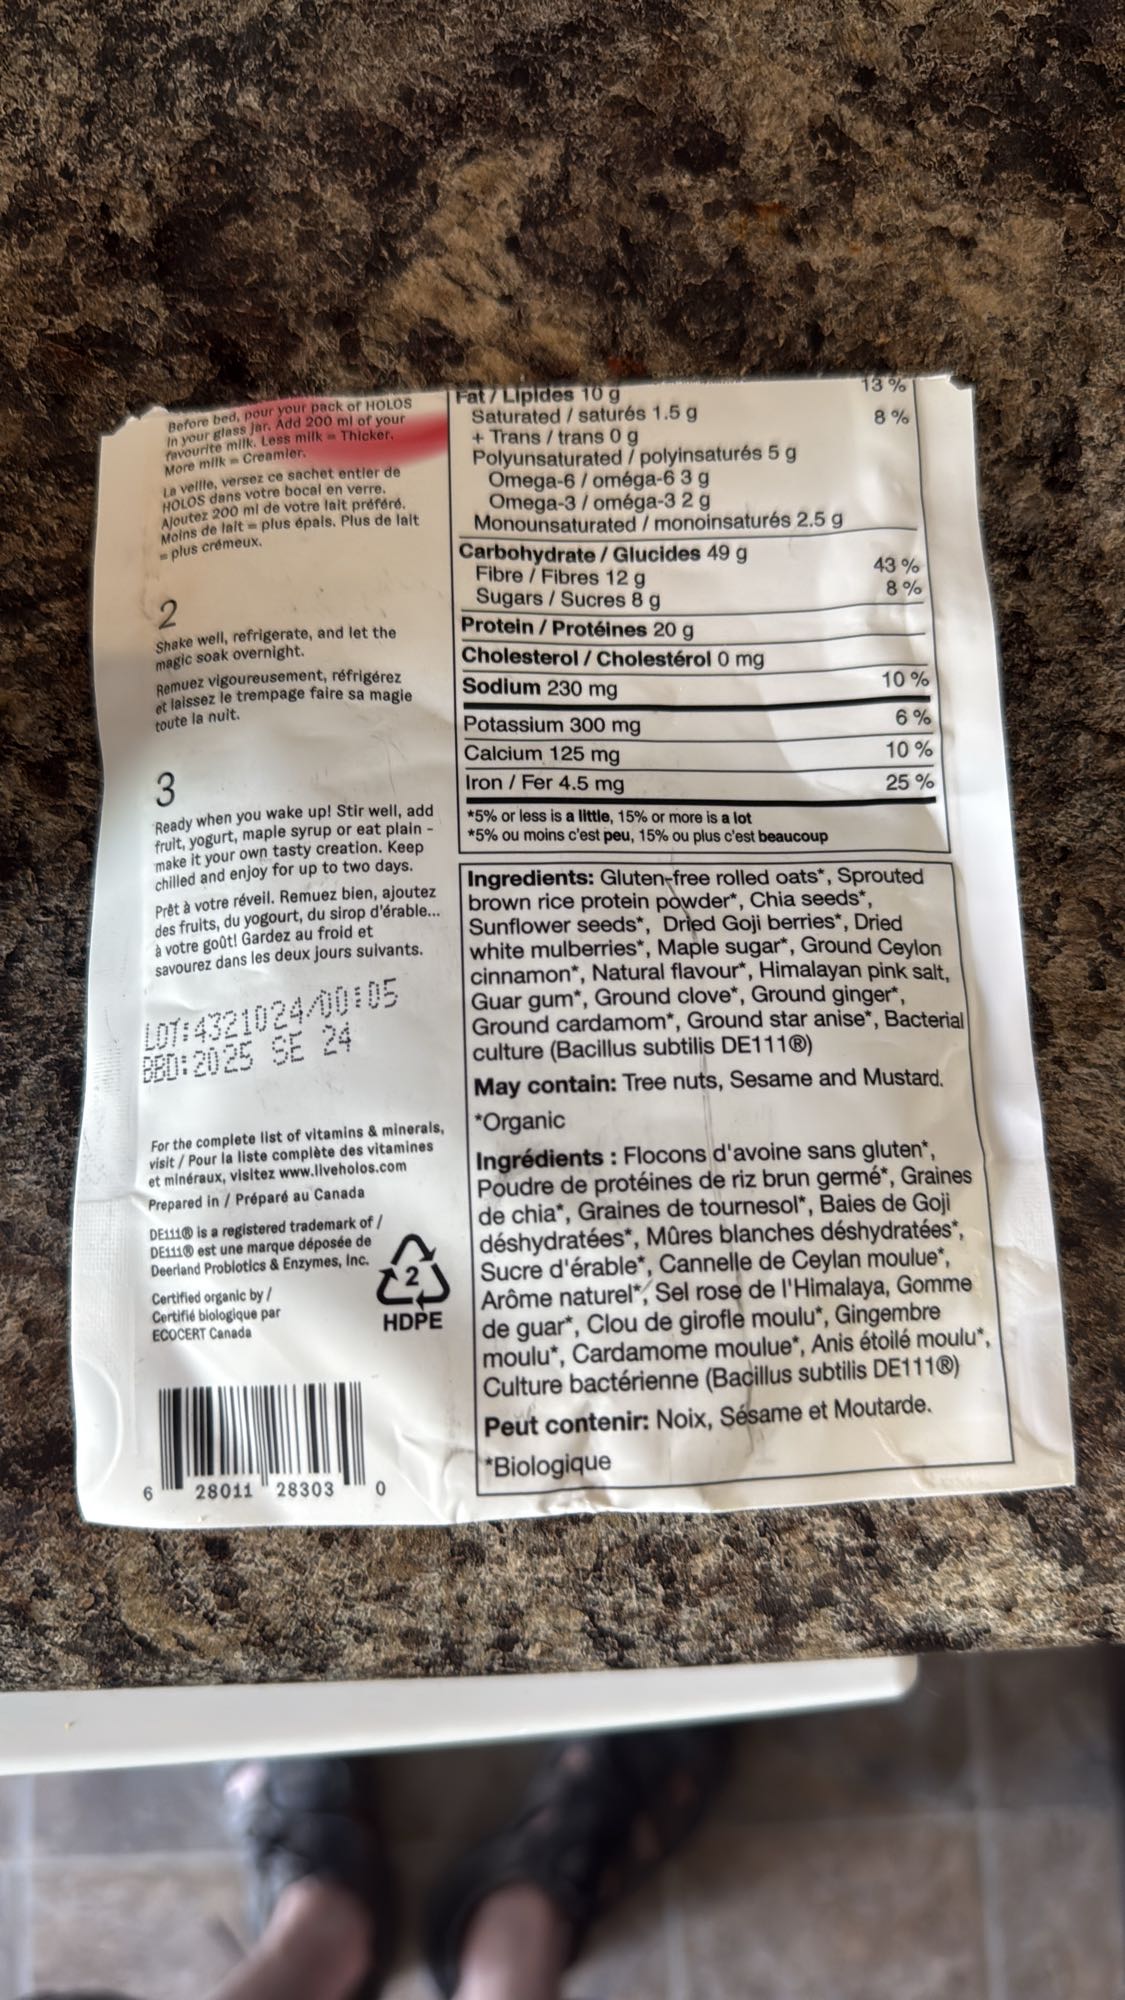 Before bed, pour your pack of HOLOS
in your glass jar. Add 200 ml of your
favourite milk. Less milk = Thicker.
More milk = Creamier.
La veille, versez ce sachet entier de
HOLOS dans votre bocal en verre.
Ajoutez 200 ml de votre lait préféré.
Moins de lait = plus épais. Plus de lait
= plus crémeux.
2
Shake well, refrigerate, and let the
magic soak overnight.
Remuez vigoureusement, réfrigérez
et laissez le trempage faire sa magie
toute la nuit.
3
Ready when you wake up! Stir well, add
fruit, yogurt, maple syrup or eat plain -
make it your own tasty creation. Keep
chilled and enjoy for up to two days.
Prêt à votre réveil. Remuez bien, ajoutez
des fruits, du yogourt, du sirop d'érable...
à votre goût! Gardez au froid et
savourez dans les deux jours suivants.
LOT:4321024/00:05
BBD:2025 SE 24
For the complete list of vitamins & minerals,
visit / Pour la liste complète des vitamines
et minéraux, visitez www.liveholos.com
Prepared in / Préparé au Canada
DE111® is a registered trademark of /
DE111® est une marque déposée de
Deerland Probiotics & Enzymes, Inc.
Certified organic by /
Certifié biologique par
ECOCERT Canada
2
HDPE
6 28011 28303 0
Fat / Lipides 10 g 13 %
Saturated / saturés 1.5 g 8 %
+ Trans / trans 0 g
Polyunsaturated / polyinsaturés 5 g
Omega-6 / oméga-6 3 g
Omega-3 / oméga-3 2 g
Monounsaturated / monoinsaturés 2.5 g
Carbohydrate / Glucides 49 g
Fibre / Fibres 12 g 43 %
Sugars / Sucres 8 g 8 %
Protein / Protéines 20 g
Cholesterol / Cholestérol 0 mg
Sodium 230 mg 10 %
Potassium 300 mg 6 %
Calcium 125 mg 10 %
Iron / Fer 4.5 mg 25 %
*5% or less is a little, 15% or more is a lot
*5% ou moins c'est peu, 15% ou plus c'est beaucoup
Ingredients: Gluten-free rolled oats*, Sprouted
brown rice protein powder*, Chia seeds*,
Sunflower seeds*, Dried Goji berries*, Dried
white mulberries*, Maple sugar*, Ground Ceylon
cinnamon*, Natural flavour*, Himalayan pink salt,
Guar gum*, Ground clove*, Ground ginger*,
Ground cardamom*, Ground star anise*, Bacterial
culture (Bacillus subtilis DE111®)
May contain: Tree nuts, Sesame and Mustard.
*Organic
Ingrédients : Flocons d'avoine sans gluten*,
Poudre de protéines de riz brun germé*, Graines
de chia*, Graines de tournesol*, Baies de Goji
déshydratées*, Mûres blanches déshydratées*,
Sucre d'érable*, Cannelle de Ceylan moulue*,
Arôme naturel*, Sel rose de l'Himalaya, Gomme
de guar*, Clou de girofle moulu*, Gingembre
moulu*, Cardamome moulue*, Anis étoilé moulu*,
Culture bactérienne (Bacillus subtilis DE111®)
Peut contenir: Noix, Sésame et Moutarde.
*Biologique